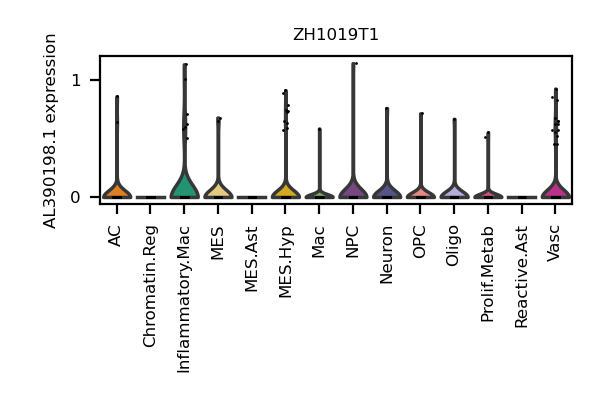 ZH1019T1
AL390198.1 expression
1
0
AC
Chromatin.Reg
Inflammatory.Mac
MES
MES.Ast
MES.Hyp
Mac
NPC
Neuron
OPC
Oligo
Prolif.Metab
Reactive.Ast
Vasc